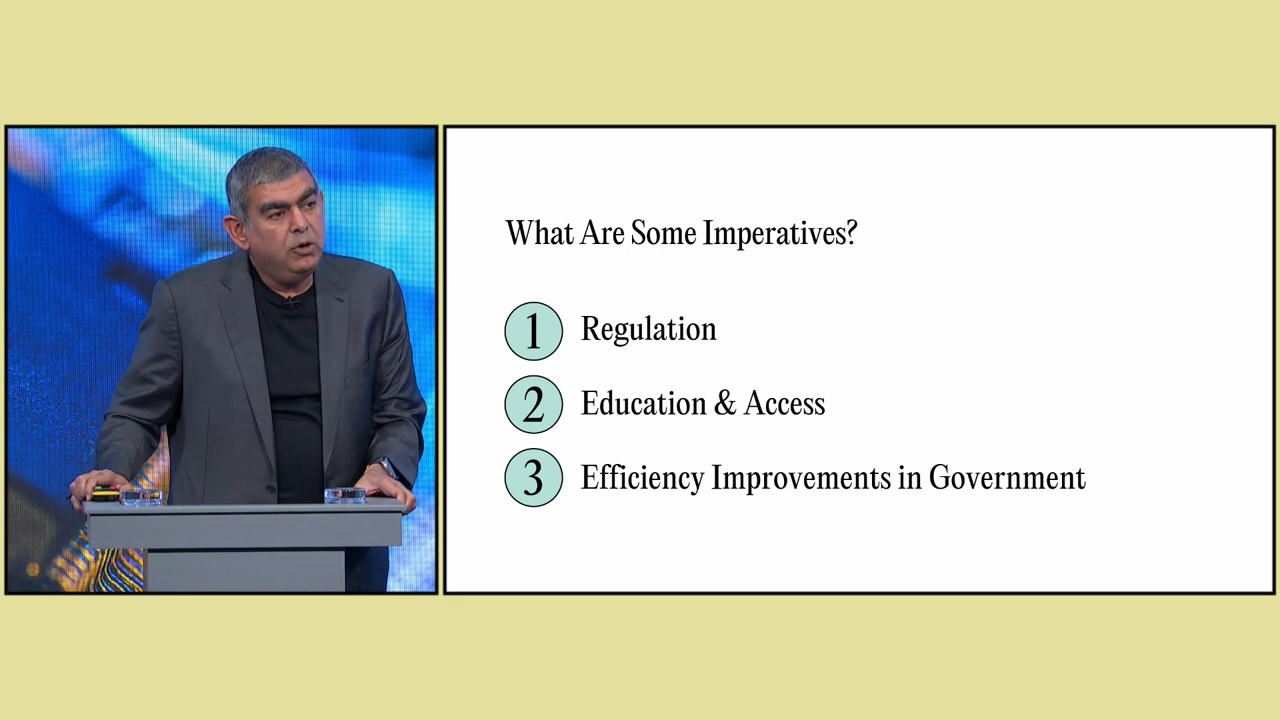 What Are Some Imperatives?
1 Regulation
2 Education & Access
3 Efficiency Improvements in Government